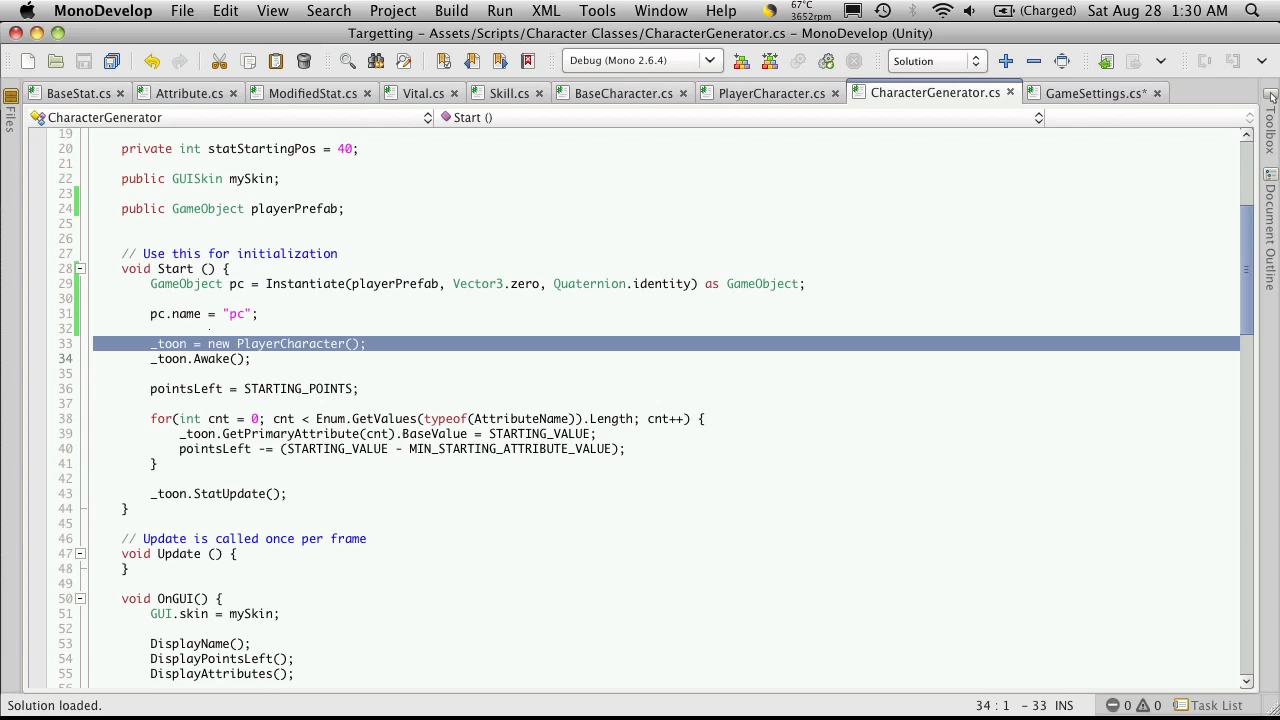 MonoDevelop File Edit View Search Project Build Run XML Tools Window Help 67°C 3652rpm (Charged) Sat Aug 28 1:30 AM
Targetting - Assets/Scripts/Character Classes/CharacterGenerator.cs - MonoDevelop (Unity)
Debug (Mono 2.6.4) Solution
BaseStat.cs Attribute.cs ModifiedStat.cs Vital.cs Skill.cs BaseCharacter.cs PlayerCharacter.cs CharacterGenerator.cs GameSettings.cs*
Files
Toolbox
Document Outline
CharacterGenerator Start ()
19
20 private int statStartingPos = 40;
21
22 public GUISkin mySkin;
23
24 public GameObject playerPrefab;
25
26
27 // Use this for initialization
28 void Start () {
29 GameObject pc = Instantiate(playerPrefab, Vector3.zero, Quaternion.identity) as GameObject;
30
31 pc.name = "pc";
32
33 _toon = new PlayerCharacter();
34 _toon.Awake();
35
36 pointsLeft = STARTING_POINTS;
37
38 for(int cnt = 0; cnt < Enum.GetValues(typeof(AttributeName)).Length; cnt++) {
39 _toon.GetPrimaryAttribute(cnt).BaseValue = STARTING_VALUE;
40 pointsLeft -= (STARTING_VALUE - MIN_STARTING_ATTRIBUTE_VALUE);
41 }
42
43 _toon.StatUpdate();
44 }
45
46 // Update is called once per frame
47 void Update () {
48 }
49
50 void OnGUI() {
51 GUI.skin = mySkin;
52
53 DisplayName();
54 DisplayPointsLeft();
55 DisplayAttributes();
Solution loaded. 34 : 1 - 33 INS 0 0 Task List